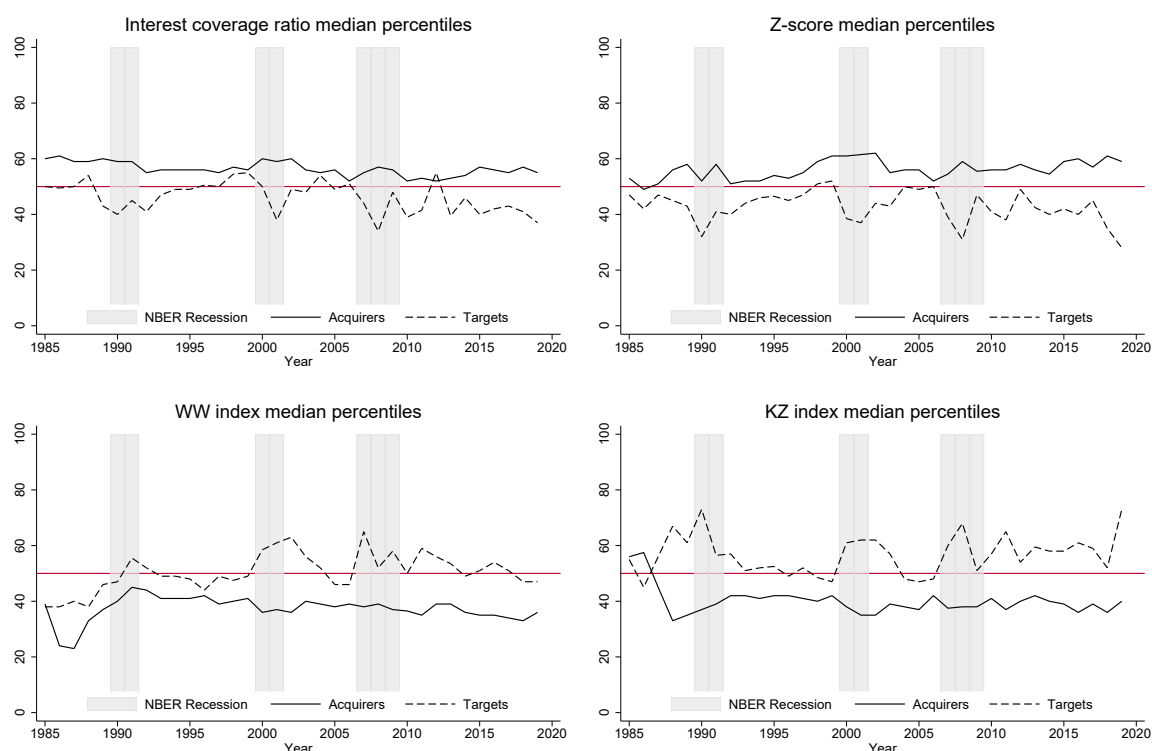 Interest coverage ratio median percentiles
100
80
60
40
20
0
NBER Recession Acquirers Targets
1985 1990 1995 2000 2005 2010 2015 2020
Year
Z-score median percentiles
100
80
60
40
20
0
NBER Recession Acquirers Targets
1985 1990 1995 2000 2005 2010 2015 2020
Year
WW index median percentiles
100
80
60
40
20
0
NBER Recession Acquirers Targets
1985 1990 1995 2000 2005 2010 2015 2020
Year
KZ index median percentiles
100
80
60
40
20
0
NBER Recession Acquirers Targets
1985 1990 1995 2000 2005 2010 2015 2020
Year